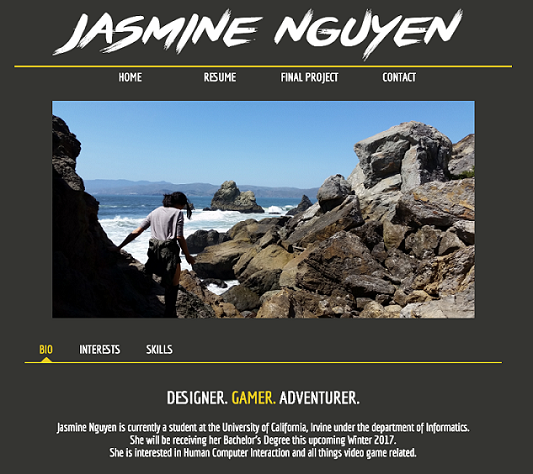 JASMINE NGUYEN
HOME RESUME FINAL PROJECT CONTACT
BIO INTERESTS SKILLS
DESIGNER. GAMER. ADVENTURER.
Jasmine Nguyen is currently a student at the University of California, Irvine under the department of Informatics.
She will be receiving her Bachelor's Degree this upcoming Winter 2017.
She is interested in Human Computer Interaction and all things video game related.